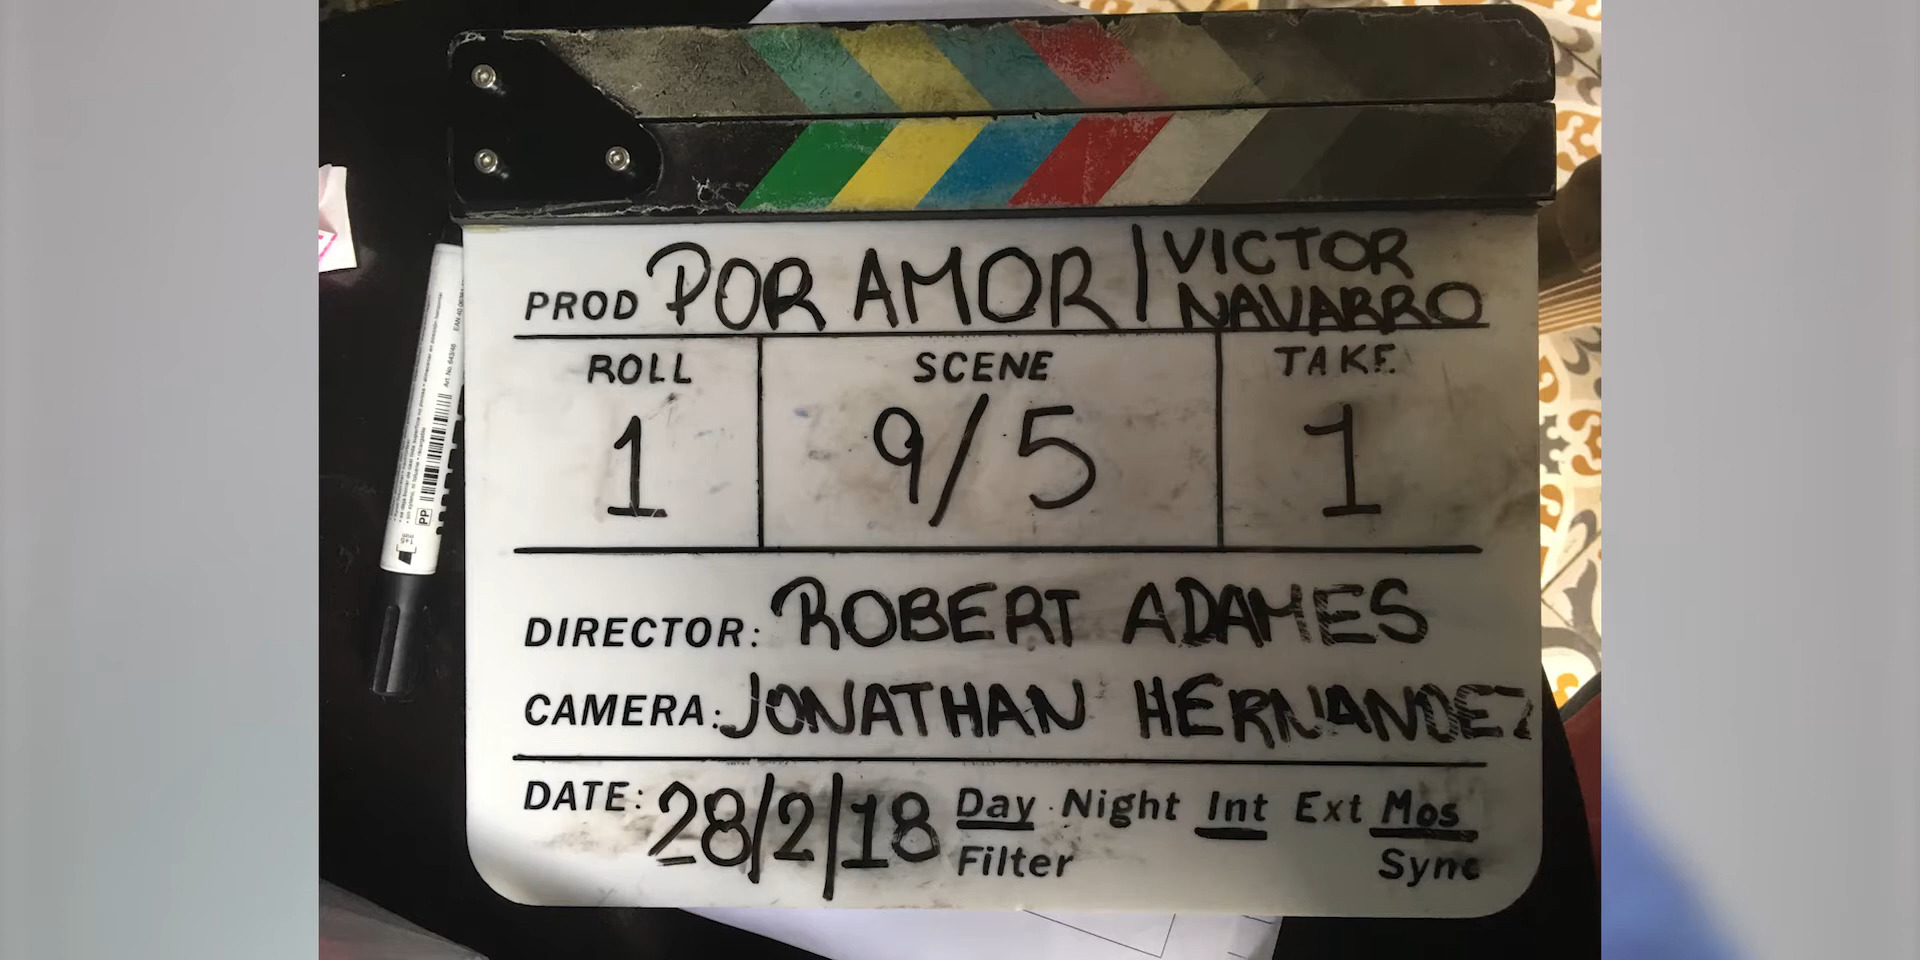 PROD POR AMOR / VICTOR NAVARRO
ROLL SCENE TAKE
1 9/5 1
DIRECTOR: ROBERT ADAMES
CAMERA: JONATHAN HERNANDEZ
DATE: 28/2/18 Day Night Int Ext Mos
Filter Sync
PP